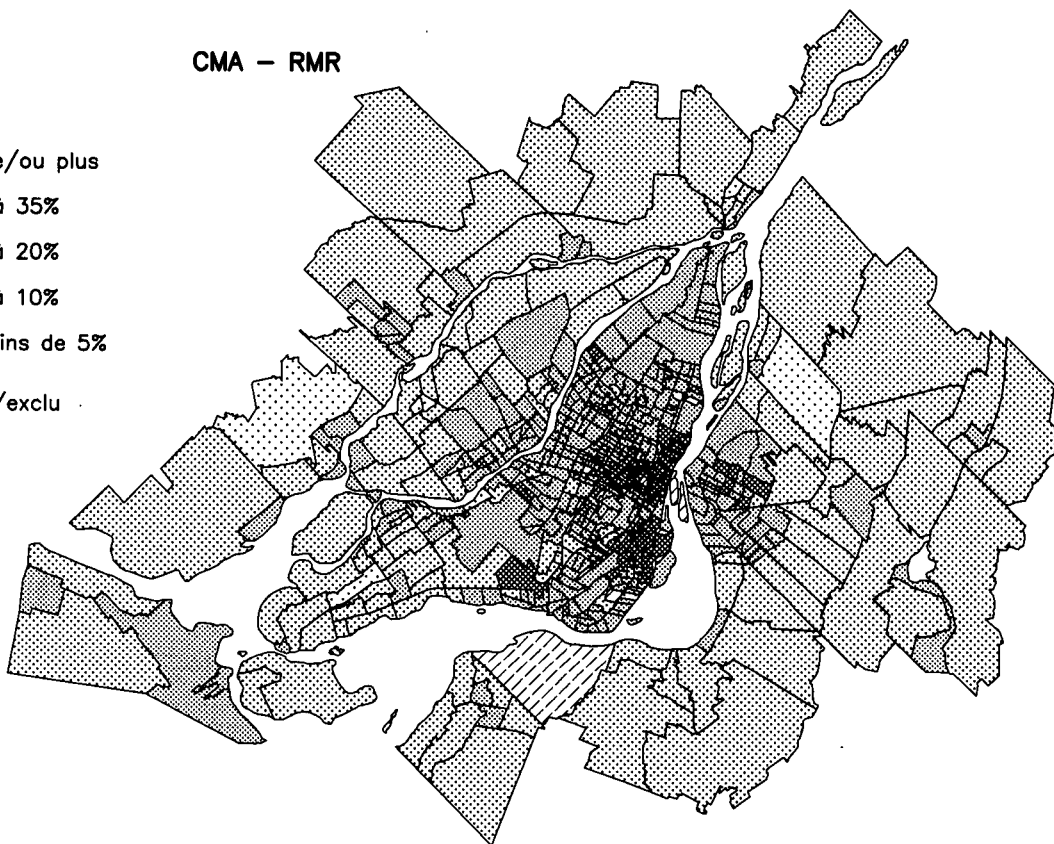 CMA – RMR
e/ou plus
à 35%
à 20%
à 10%
ins de 5%
/exclu